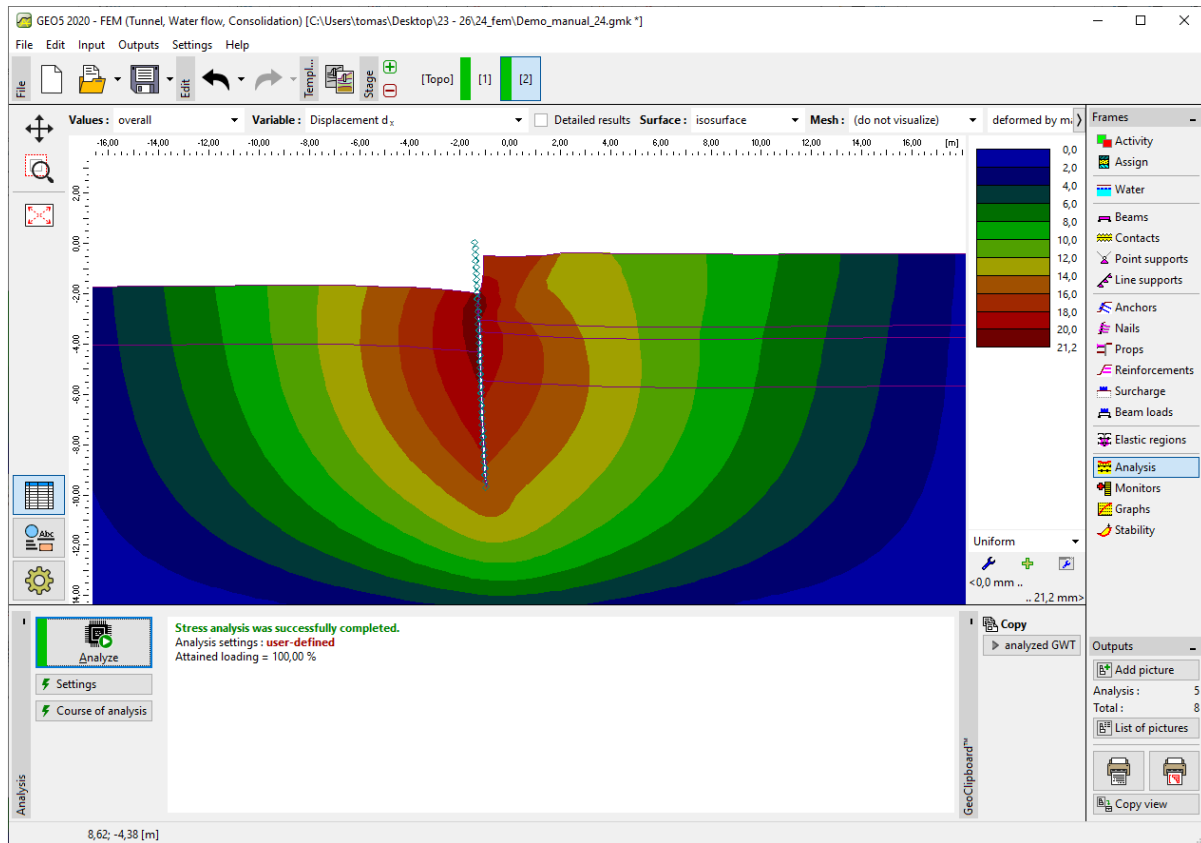 GEO5 2020 - FEM (Tunnel, Water flow, Consolidation) [C:\Users\tomas\Desktop\23 - 26\24_fem\Demo_manual_24.gmk *]
File Edit Input Outputs Settings Help
File Edit Templ... Stage [Topo] [1] [2]
Values : overall Variable : Displacement d x Detailed results Surface : isosurface Mesh : (do not visualize) deformed by m
-16,00 -14,00 -12,00 -10,00 -8,00 -6,00 -4,00 -2,00 0,00 2,00 4,00 6,00 8,00 10,00 12,00 14,00 16,00 [m]
2,00
0,00
-2,00
-4,00
-6,00
-8,00
-10,00
-12,00
14,00
0,0
2,0
4,0
6,0
8,0
10,0
12,0
14,0
16,0
18,0
20,0
21,2
Uniform
<0,0 mm ..
.. 21,2 mm>
Frames
Activity
Assign
Water
Beams
Contacts
Point supports
Line supports
Anchors
Nails
Props
Reinforcements
Surcharge
Beam loads
Elastic regions
Analysis
Monitors
Graphs
Stability
Abc
Analysis
Analyze
Settings
Course of analysis
Stress analysis was successfully completed.
Analysis settings : user-defined
Attained loading = 100,00 %
GeoClipboard™
Copy
analyzed GWT
Outputs
Add picture
Analysis : 5
Total : 8
List of pictures
Copy view
8,62; -4,38 [m]